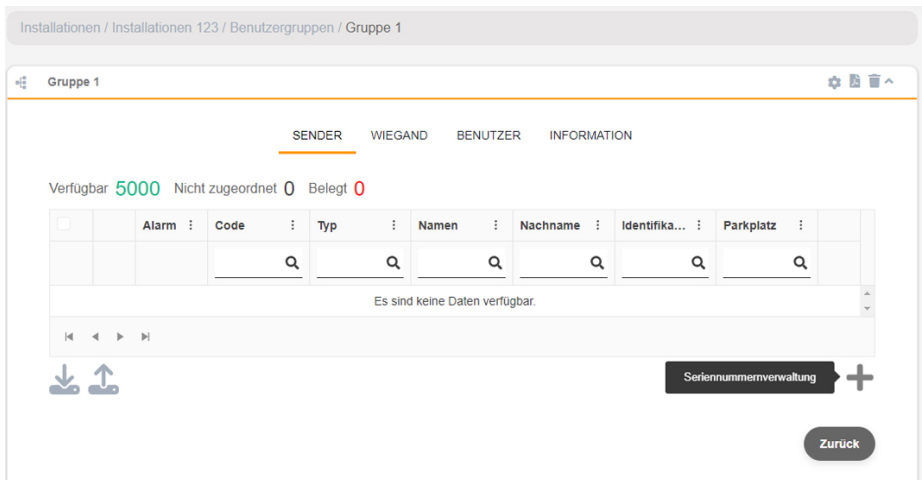 Installationen / Installationen 123 / Benutzergruppen / Gruppe 1
Gruppe 1
SENDER WIEGAND BENUTZER INFORMATION
Verfügbar 5000 Nicht zugeordnet 0 Belegt 0
Alarm Code Typ Namen Nachname Identifika... Parkplatz
Es sind keine Daten verfügbar.
Seriennummernverwaltung
Zurück